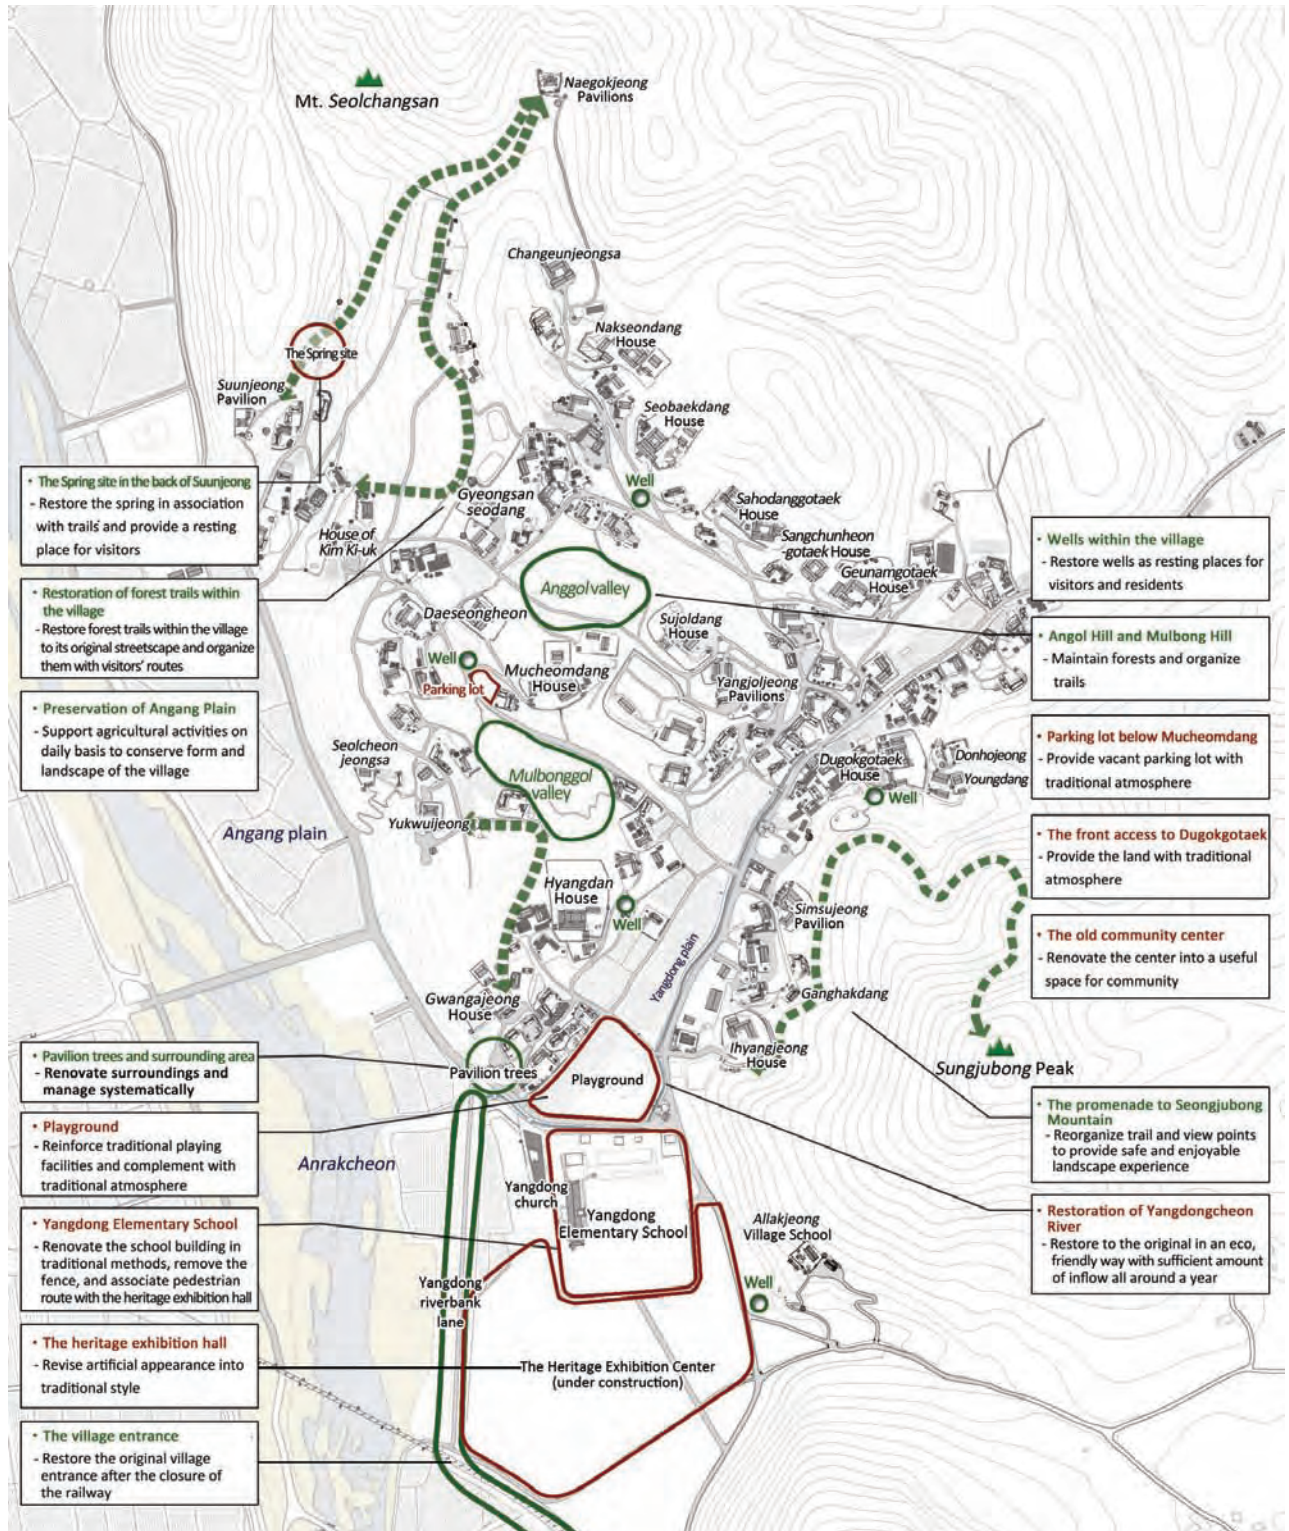 Mt. Seolchangsan
Naegokjeong
Pavilions
Changeunjeongsa
Nakseondang
House
The Spring site
Suunjeong
Pavilion
Seobaekdang
House
• The Spring site in the back of Suunjeong
- Restore the spring in association
with trails and provide a resting
place for visitors
Well
Gyeongsan
seodang
Sahodanggotaek
House
House of
Kim Ki-uk
Sangchunheon
-gotaek House
Geunamgotaek
House
• Wells within the village
- Restore wells as resting places for
visitors and residents
• Restoration of forest trails within
the village
- Restore forest trails within the village
to its original streetscape and organize
them with visitors' routes
Anggol valley
Daeseongheon
Sujoldang
House
• Angol Hill and Mulbong Hill
- Maintain forests and organize
trails
Well
Mucheomdang
House
Parking lot
Yangjoljeong
Pavilions
• Preservation of Angang Plain
- Support agricultural activities on
daily basis to conserve form and
landscape of the village
• Parking lot below Mucheomdang
- Provide vacant parking lot with
traditional atmosphere
Seolcheon
jeongsa
Mulbonggol
valley
Dugokgotaek
House
Donhojeong
Youngdang
Well
Yukwuijeong
Angang plain
• The front access to Dugokgotaek
- Provide the land with traditional
atmosphere
Hyangdan
House
Well
Simsujeong
Pavilion
• The old community center
- Renovate the center into a useful
space for community
Yangdong plain
Ganghakdang
Gwangajeong
House
Ihyangjeong
House
Sungjubong Peak
• Pavilion trees and surrounding area
- Renovate surroundings and
manage systematically
Pavilion trees
Playground
• The promenade to Seongjubong
Mountain
- Reorganize trail and view points
to provide safe and enjoyable
landscape experience
• Playground
- Reinforce traditional playing
facilities and complement with
traditional atmosphere
Anrakcheon
Yangdong
church
Yangdong
Elementary School
Allakjeong
Village School
• Restoration of Yangdongcheon
River
- Restore to the original in an eco,
friendly way with sufficient amount
of inflow all around a year
• Yangdong Elementary School
- Renovate the school building in
traditional methods, remove the
fence, and associate pedestrian
route with the heritage exhibition hall
Yangdong
riverbank
lane
Well
• The heritage exhibition hall
- Revise artificial appearance into
traditional style
The Heritage Exhibition Center
(under construction)
• The village entrance
- Restore the original village
entrance after the closure of
the railway